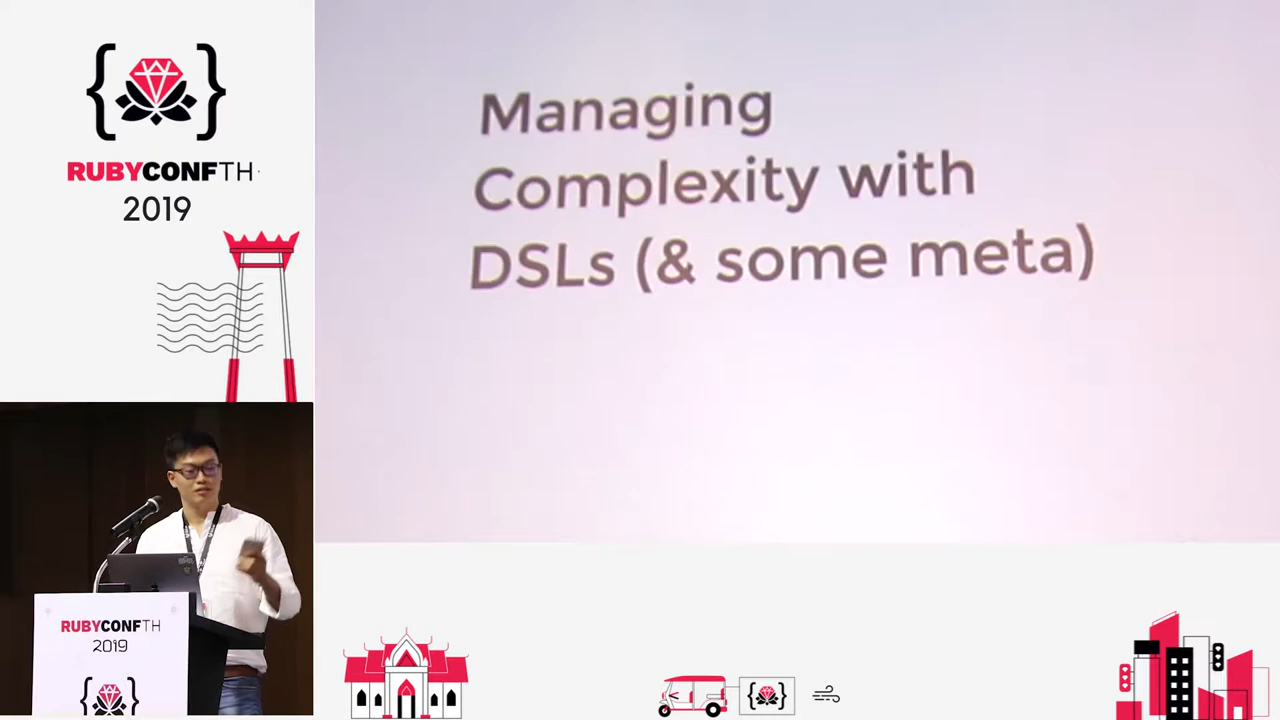 RUBYCONFTH
2019
Managing
Complexity with
DSLs (& some meta)
RUBYCONFTH
2019